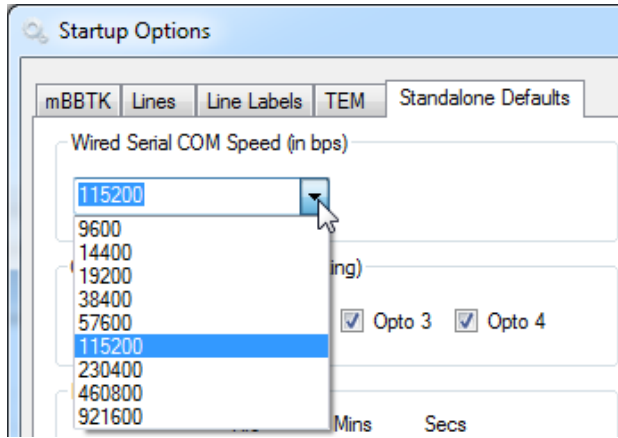 Startup Options
mBBTK Lines Line Labels TEM Standalone Defaults
Wired Serial COM Speed (in bps)
115200
9600
14400
19200
38400
57600
115200
230400
460800
921600
ing)
Opto 3 Opto 4
Mins Secs